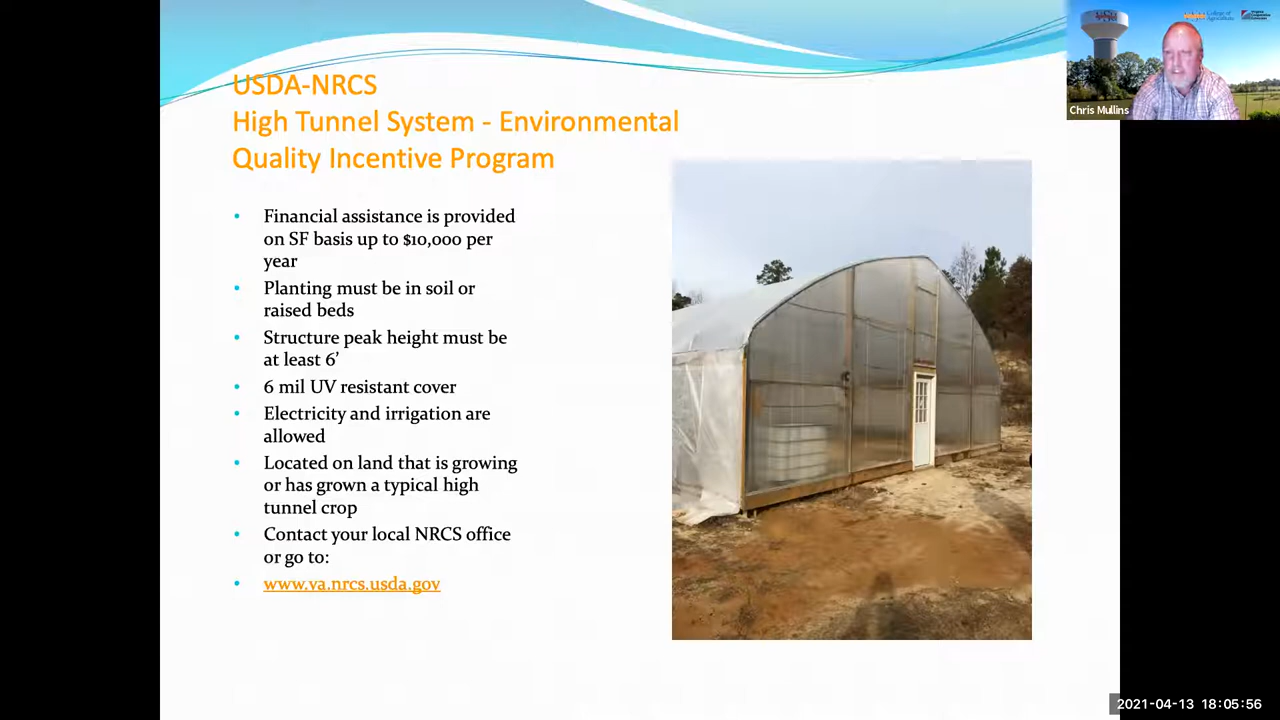 USDA-NRCS
High Tunnel System - Environmental
Quality Incentive Program
Financial assistance is provided
on SF basis up to $10,000 per
year
Planting must be in soil or
raised beds
Structure peak height must be
at least 6’
6 mil UV resistant cover
Electricity and irrigation are
allowed
Located on land that is growing
or has grown a typical high
tunnel crop
Contact your local NRCS office
or go to:
www.va.nrcs.usda.gov
College of
Agriculture
Chris Mullins
2021-04-13 18:05:56